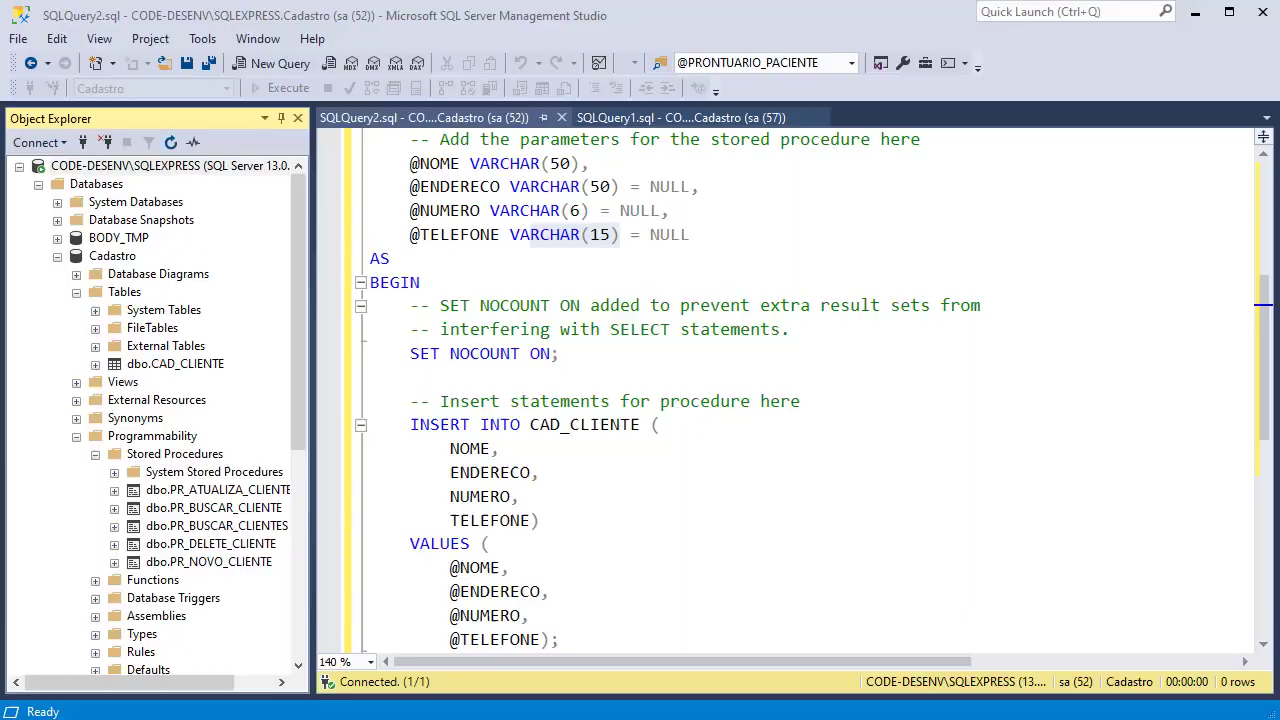 SQLQuery2.sql - CODE-DESENV\SQLEXPRESS.Cadastro (sa (52)) - Microsoft SQL Server Management Studio
Quick Launch (Ctrl+Q)
File Edit View Project Tools Window Help
New Query
MDX DMX XMLA DAX
@PRONTUARIO_PACIENTE
Cadastro
Execute
Object Explorer
SQLQuery2.sql - CO....Cadastro (sa (52))
SQLQuery1.sql - CO....Cadastro (sa (57))
Connect
CODE-DESENV\SQLEXPRESS (SQL Server 13.0.
Databases
System Databases
Database Snapshots
BODY_TMP
Cadastro
Database Diagrams
Tables
System Tables
FileTables
External Tables
dbo.CAD_CLIENTE
Views
External Resources
Synonyms
Programmability
Stored Procedures
System Stored Procedures
dbo.PR_ATUALIZA_CLIENTE
dbo.PR_BUSCAR_CLIENTE
dbo.PR_BUSCAR_CLIENTES
dbo.PR_DELETE_CLIENTE
dbo.PR_NOVO_CLIENTE
Functions
Database Triggers
Assemblies
Types
Rules
Defaults
-- Add the parameters for the stored procedure here
@NOME VARCHAR(50),
@ENDERECO VARCHAR(50) = NULL,
@NUMERO VARCHAR(6) = NULL,
@TELEFONE VARCHAR(15) = NULL
AS
BEGIN
-- SET NOCOUNT ON added to prevent extra result sets from
-- interfering with SELECT statements.
SET NOCOUNT ON;
-- Insert statements for procedure here
INSERT INTO CAD_CLIENTE (
NOME,
ENDERECO,
NUMERO,
TELEFONE)
VALUES (
@NOME,
@ENDERECO,
@NUMERO,
@TELEFONE);
140 %
Connected. (1/1)
CODE-DESENV\SQLEXPRESS (13.... sa (52) Cadastro 00:00:00 0 rows
Ready